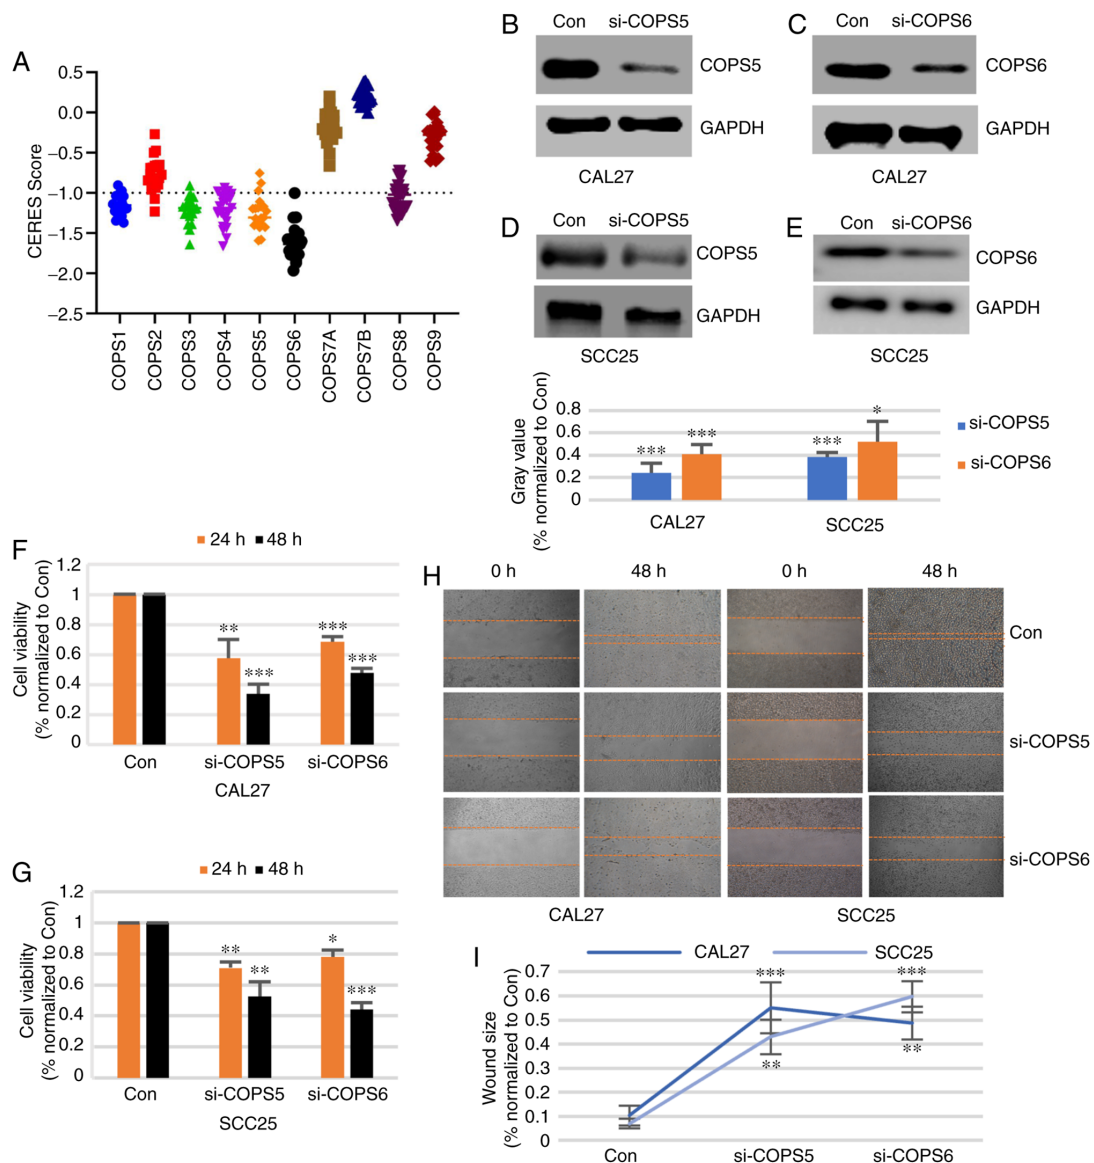 A
CERES Score
0.5
0.0
−0.5
−1.0
−1.5
−2.0
−2.5
COPS1
COPS2
COPS3
COPS4
COPS5
COPS6
COPS7A
COPS7B
COPS8
COPS9
B
Con si-COPS5
COPS5
GAPDH
CAL27
C
Con si-COPS6
COPS6
GAPDH
CAL27
D
Con si-COPS5
COPS5
GAPDH
SCC25
E
Con si-COPS6
COPS6
GAPDH
SCC25
Gray value
(% normalized to Con)
0.8
0.6
0.4
0.2
0
*** *** *** *
CAL27 SCC25
si-COPS5
si-COPS6
F
24 h 48 h
Cell viability
(% normalized to Con)
1.2
1
0.8
0.6
0.4
0.2
0
** *** *** ***
Con si-COPS5 si-COPS6
CAL27
G
24 h 48 h
Cell viability
(% normalized to Con)
1.2
1
0.8
0.6
0.4
0.2
0
** ** * ***
Con si-COPS5 si-COPS6
SCC25
H
0 h 48 h 0 h 48 h
Con
si-COPS5
si-COPS6
CAL27 SCC25
I
CAL27 SCC25
Wound size
(% normalized to Con)
0.7
0.6
0.5
0.4
0.3
0.2
0.1
0
*** ***
** **
Con si-COPS5 si-COPS6